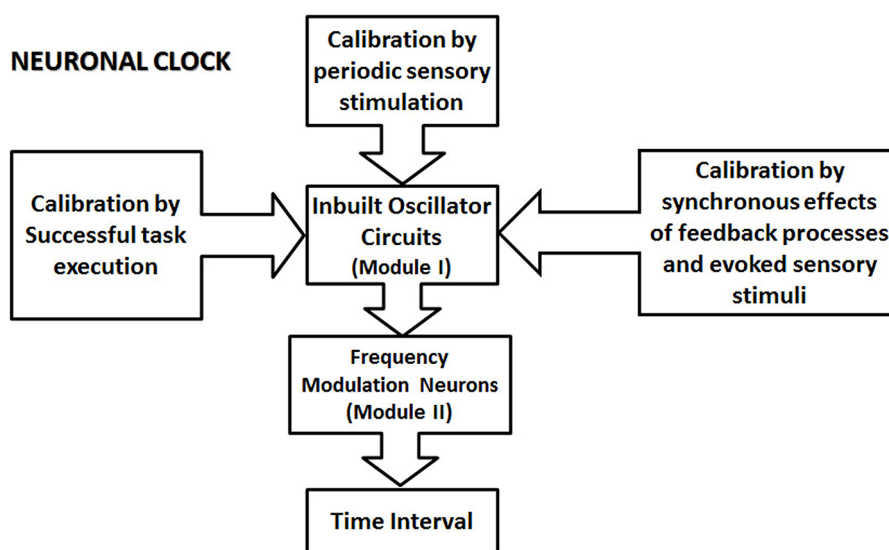 NEURONAL CLOCK
Calibration by
periodic sensory
stimulation
Calibration by
Successful task
execution
Inbuilt Oscillator
Circuits
(Module I)
Calibration by
synchronous effects
of feedback processes
and evoked sensory
stimuli
Frequency
Modulation Neurons
(Module II)
Time Interval